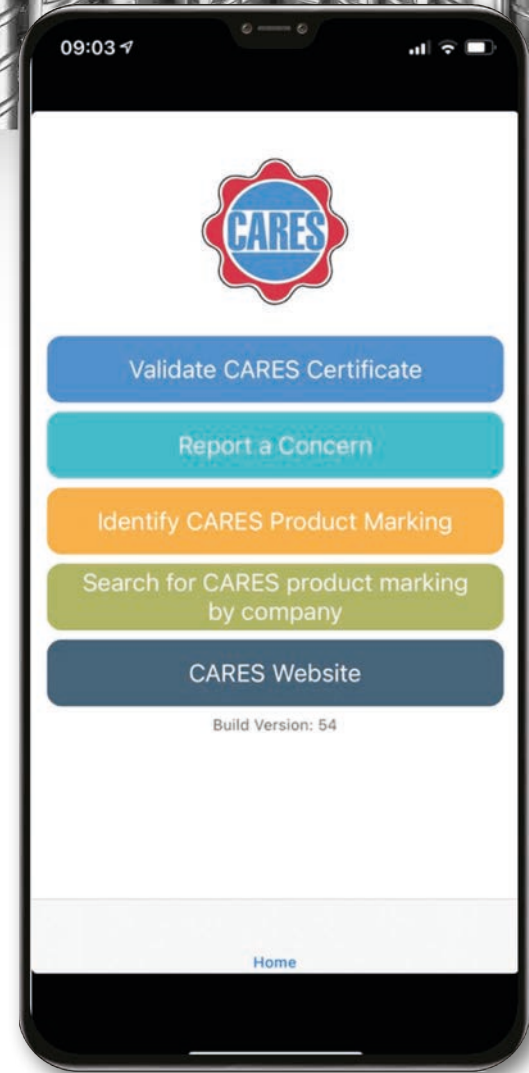 09:03
CARES
Validate CARES Certificate
Report a Concern
Identify CARES Product Marking
Search for CARES product marking
by company
CARES Website
Build Version: 54
Home